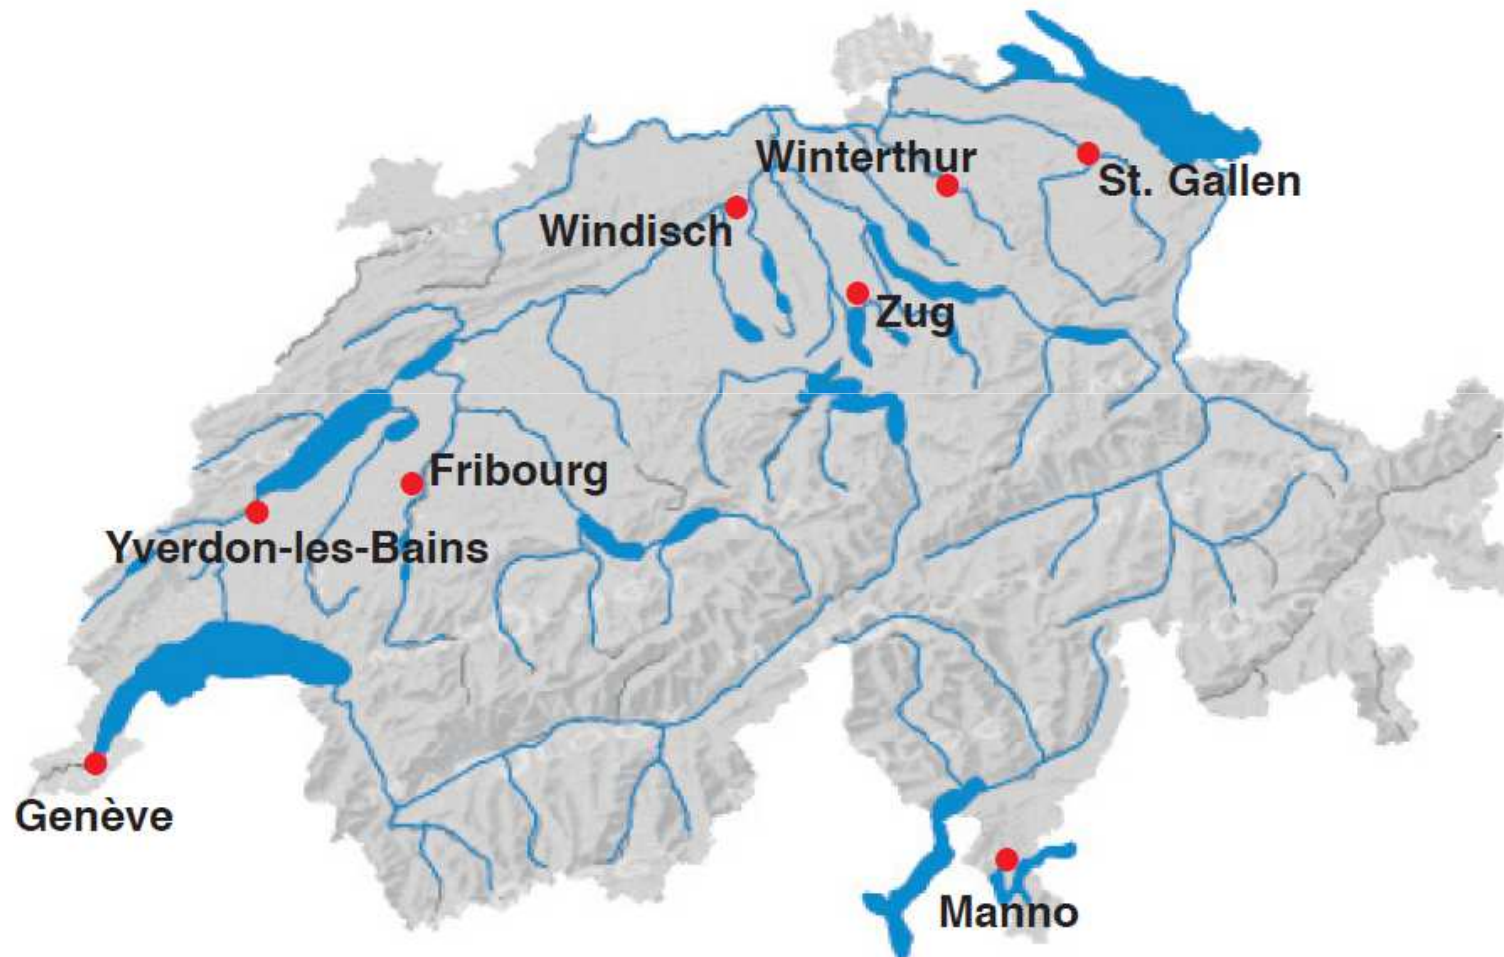 Winterthur
St. Gallen
Windisch
Zug
Fribourg
Yverdon-les-Bains
Genève
Manno